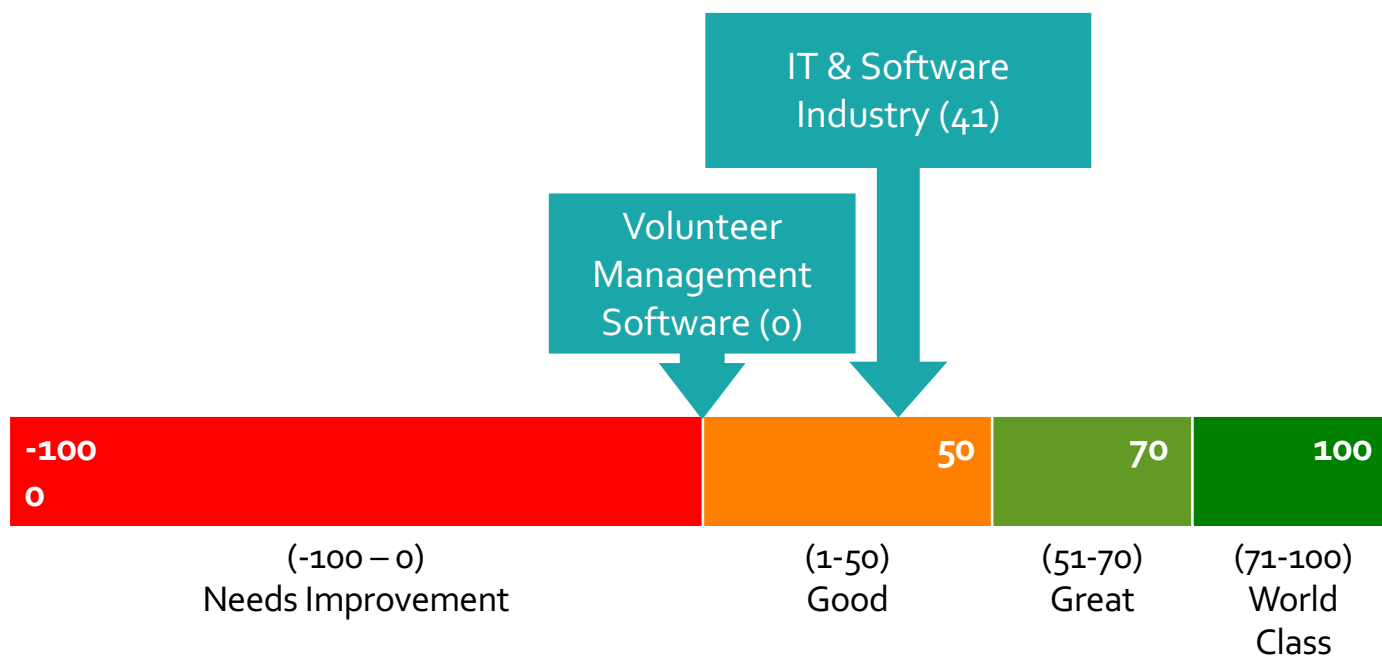 IT & Software
Industry (41)
Volunteer
Management
Software (0)
-100
0
50
70
100
(-100 – 0)
Needs Improvement
(1-50)
Good
(51-70)
Great
(71-100)
World
Class